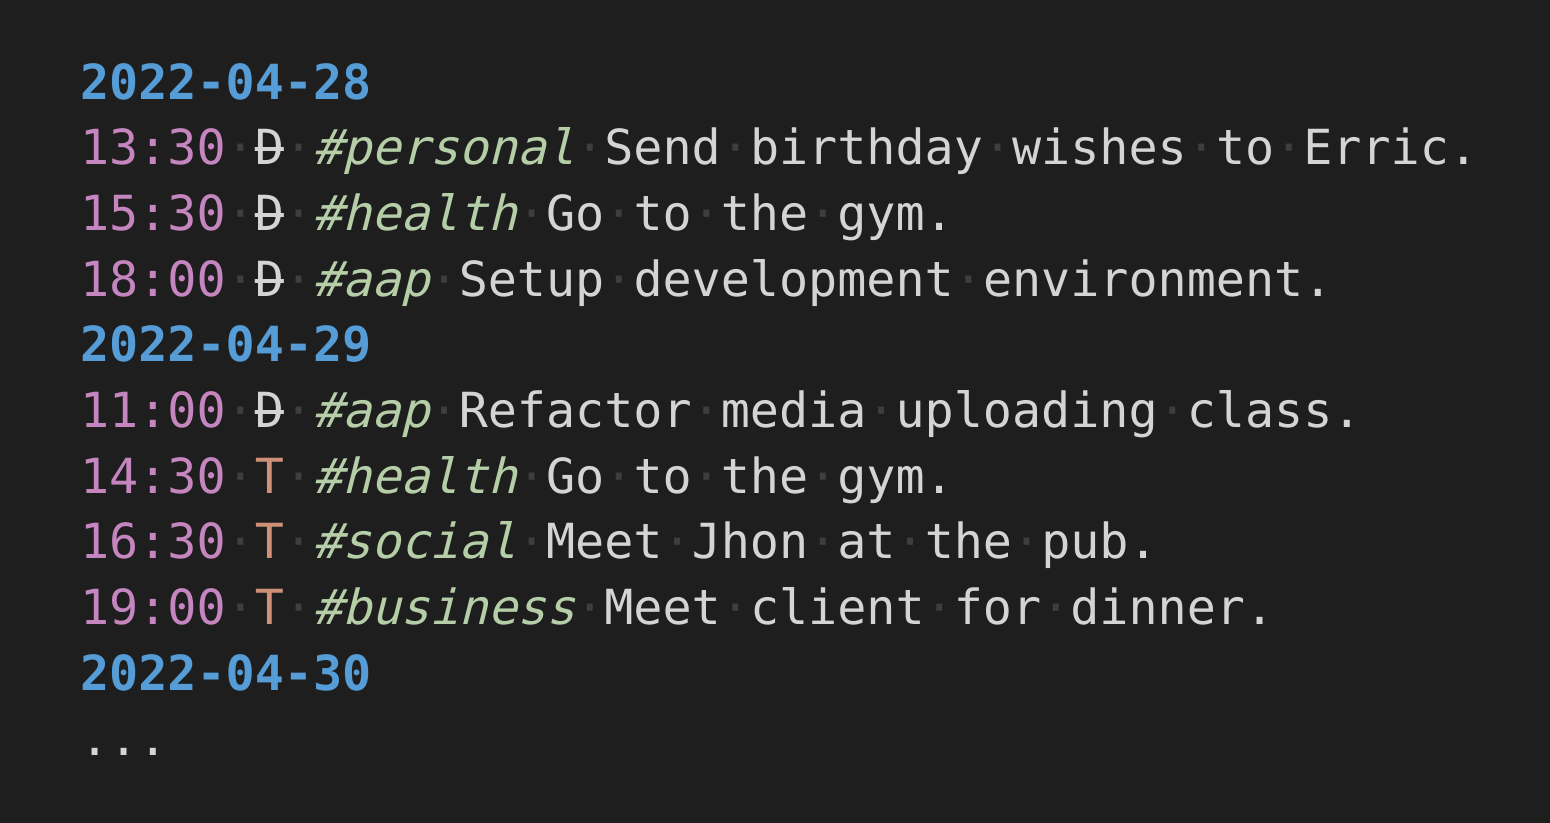 2022-04-28
13:30 D #personal Send birthday wishes to Erric.
15:30 D #health Go to the gym.
18:00 D #aap Setup development environment.
2022-04-29
11:00 D #aap Refactor media uploading class.
14:30 T #health Go to the gym.
16:30 T #social Meet Jhon at the pub.
19:00 T #business Meet client for dinner.
2022-04-30
...